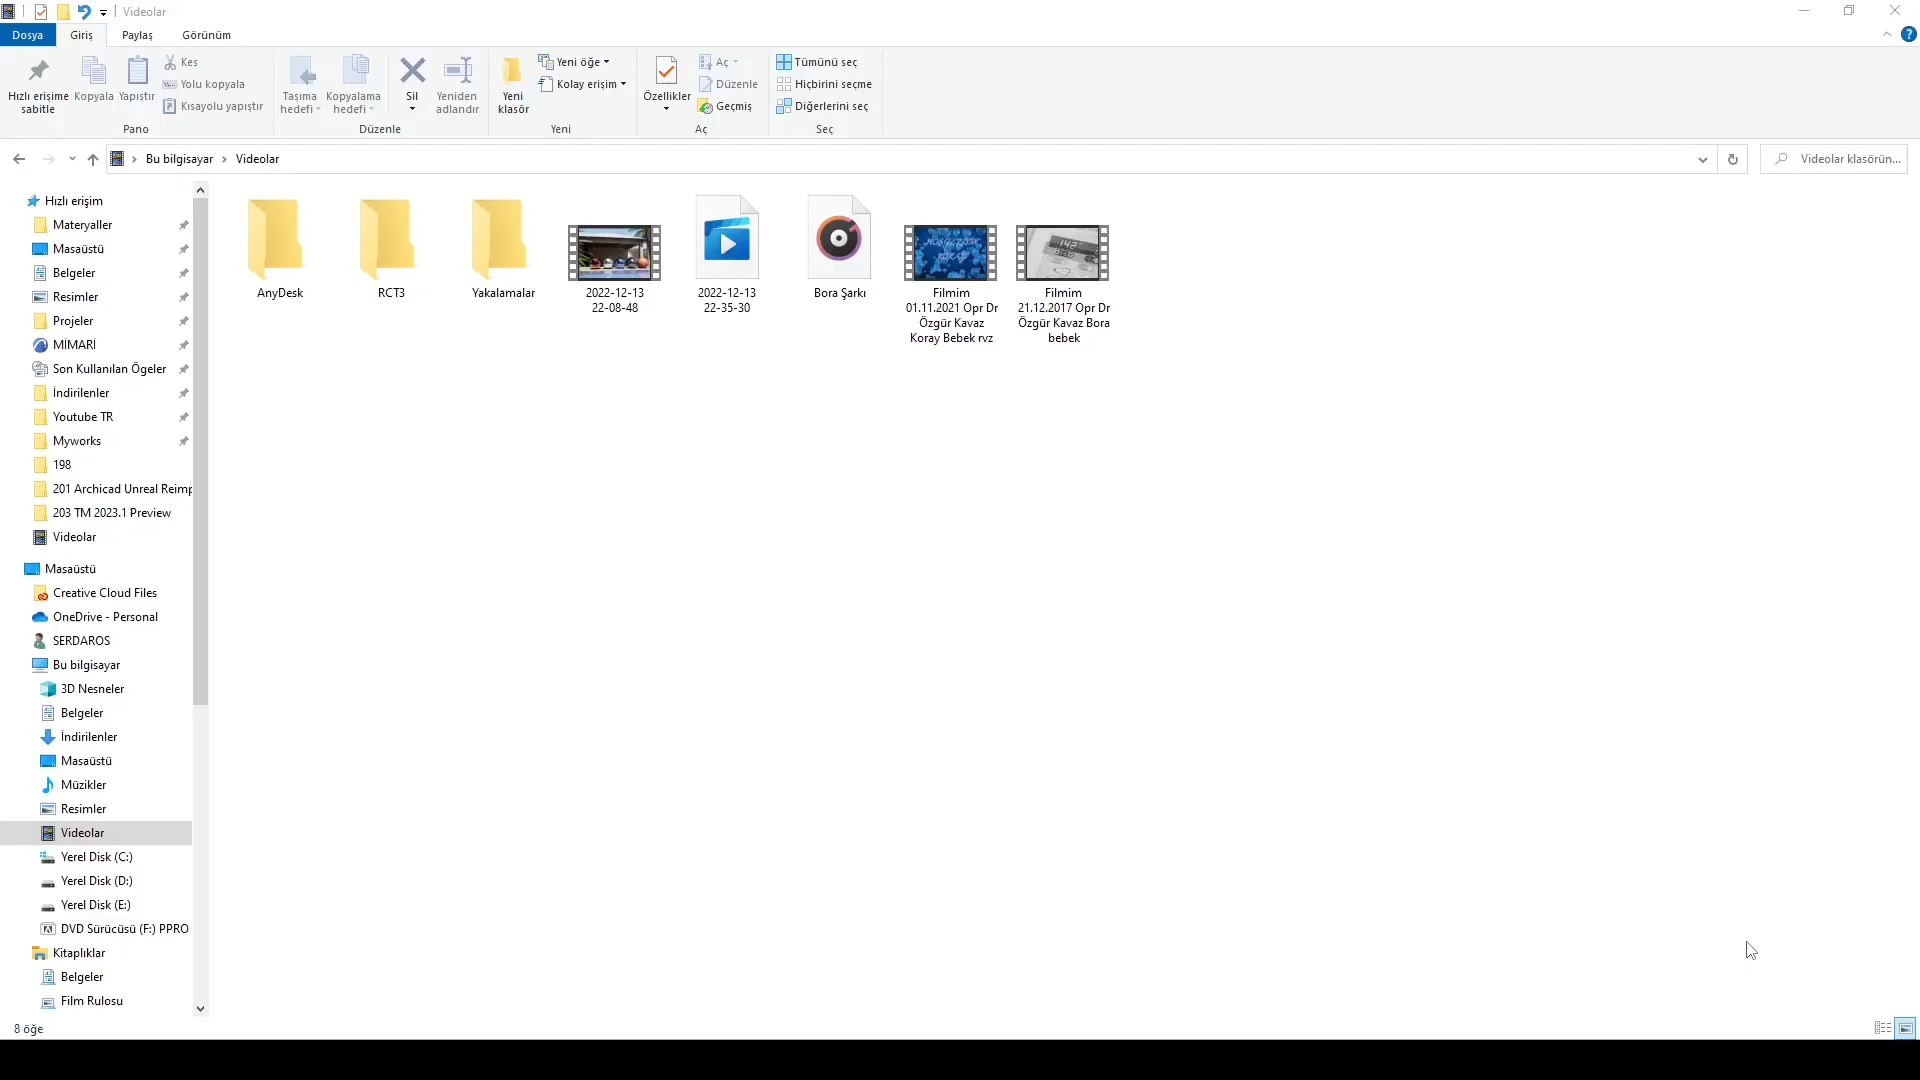 Videolar
Dosya
Giriş
Paylaş
Görünüm
Hızlı erişime
sabitle
Kopyala
Yapıştır
Kes
Yolu kopyala
Kısayolu yapıştır
Pano
Taşıma
hedefi
Kopyalama
hedefi
Sil
Yeniden
adlandır
Düzenle
Yeni
klasör
Yeni öğe
Kolay erişim
Yeni
Özellikler
Aç
Düzenle
Geçmiş
Aç
Tümünü seç
Hiçbirini seçme
Diğerlerini seç
Seç
Bu bilgisayar
Videolar
Videolar klasörün...
Hızlı erişim
Materyaller
Masaüstü
Belgeler
Resimler
Projeler
MİMARİ
Son Kullanılan Ögeler
İndirilenler
Youtube TR
Myworks
198
201 Archicad Unreal Reimp
203 TM 2023.1 Preview
Videolar
Masaüstü
Creative Cloud Files
OneDrive - Personal
SERDAROS
Bu bilgisayar
3D Nesneler
Belgeler
İndirilenler
Masaüstü
Müzikler
Resimler
Videolar
Yerel Disk (C:)
Yerel Disk (D:)
Yerel Disk (E:)
DVD Sürücüsü (F:) PPRO
Kitaplıklar
Belgeler
Film Rulosu
AnyDesk
RCT3
Yakalamalar
2022-12-13
22-08-48
2022-12-13
22-35-30
Bora Şarkı
Filmim
01.11.2021 Opr Dr
Özgür Kavaz
Koray Bebek rvz
142
Filmim
21.12.2017 Opr Dr
Özgür Kavaz Bora
bebek
8 öğe